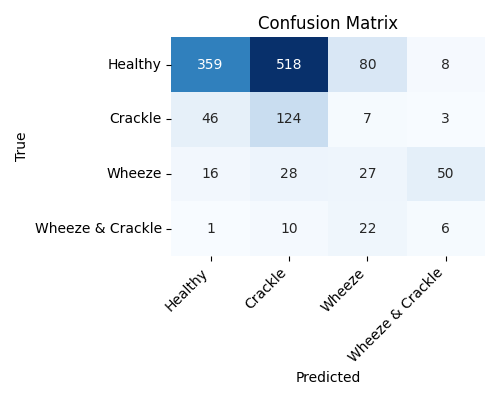 Confusion Matrix
True
Healthy 359 518 80 8
Crackle 46 124 7 3
Wheeze 16 28 27 50
Wheeze & Crackle 1 10 22 6
Healthy Crackle Wheeze Wheeze & Crackle
Predicted